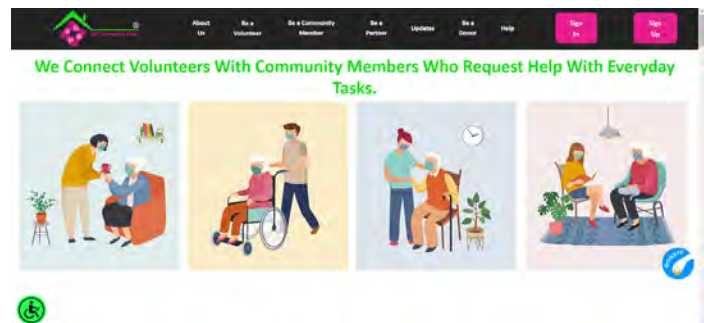 ®
About Us
Be a Volunteer
Be a Community Member
Be a Partner
Updates
Be a Donor
Help
Sign In
Sign Up
We Connect Volunteers With Community Members Who Request Help With Everyday
Tasks.
DONATE